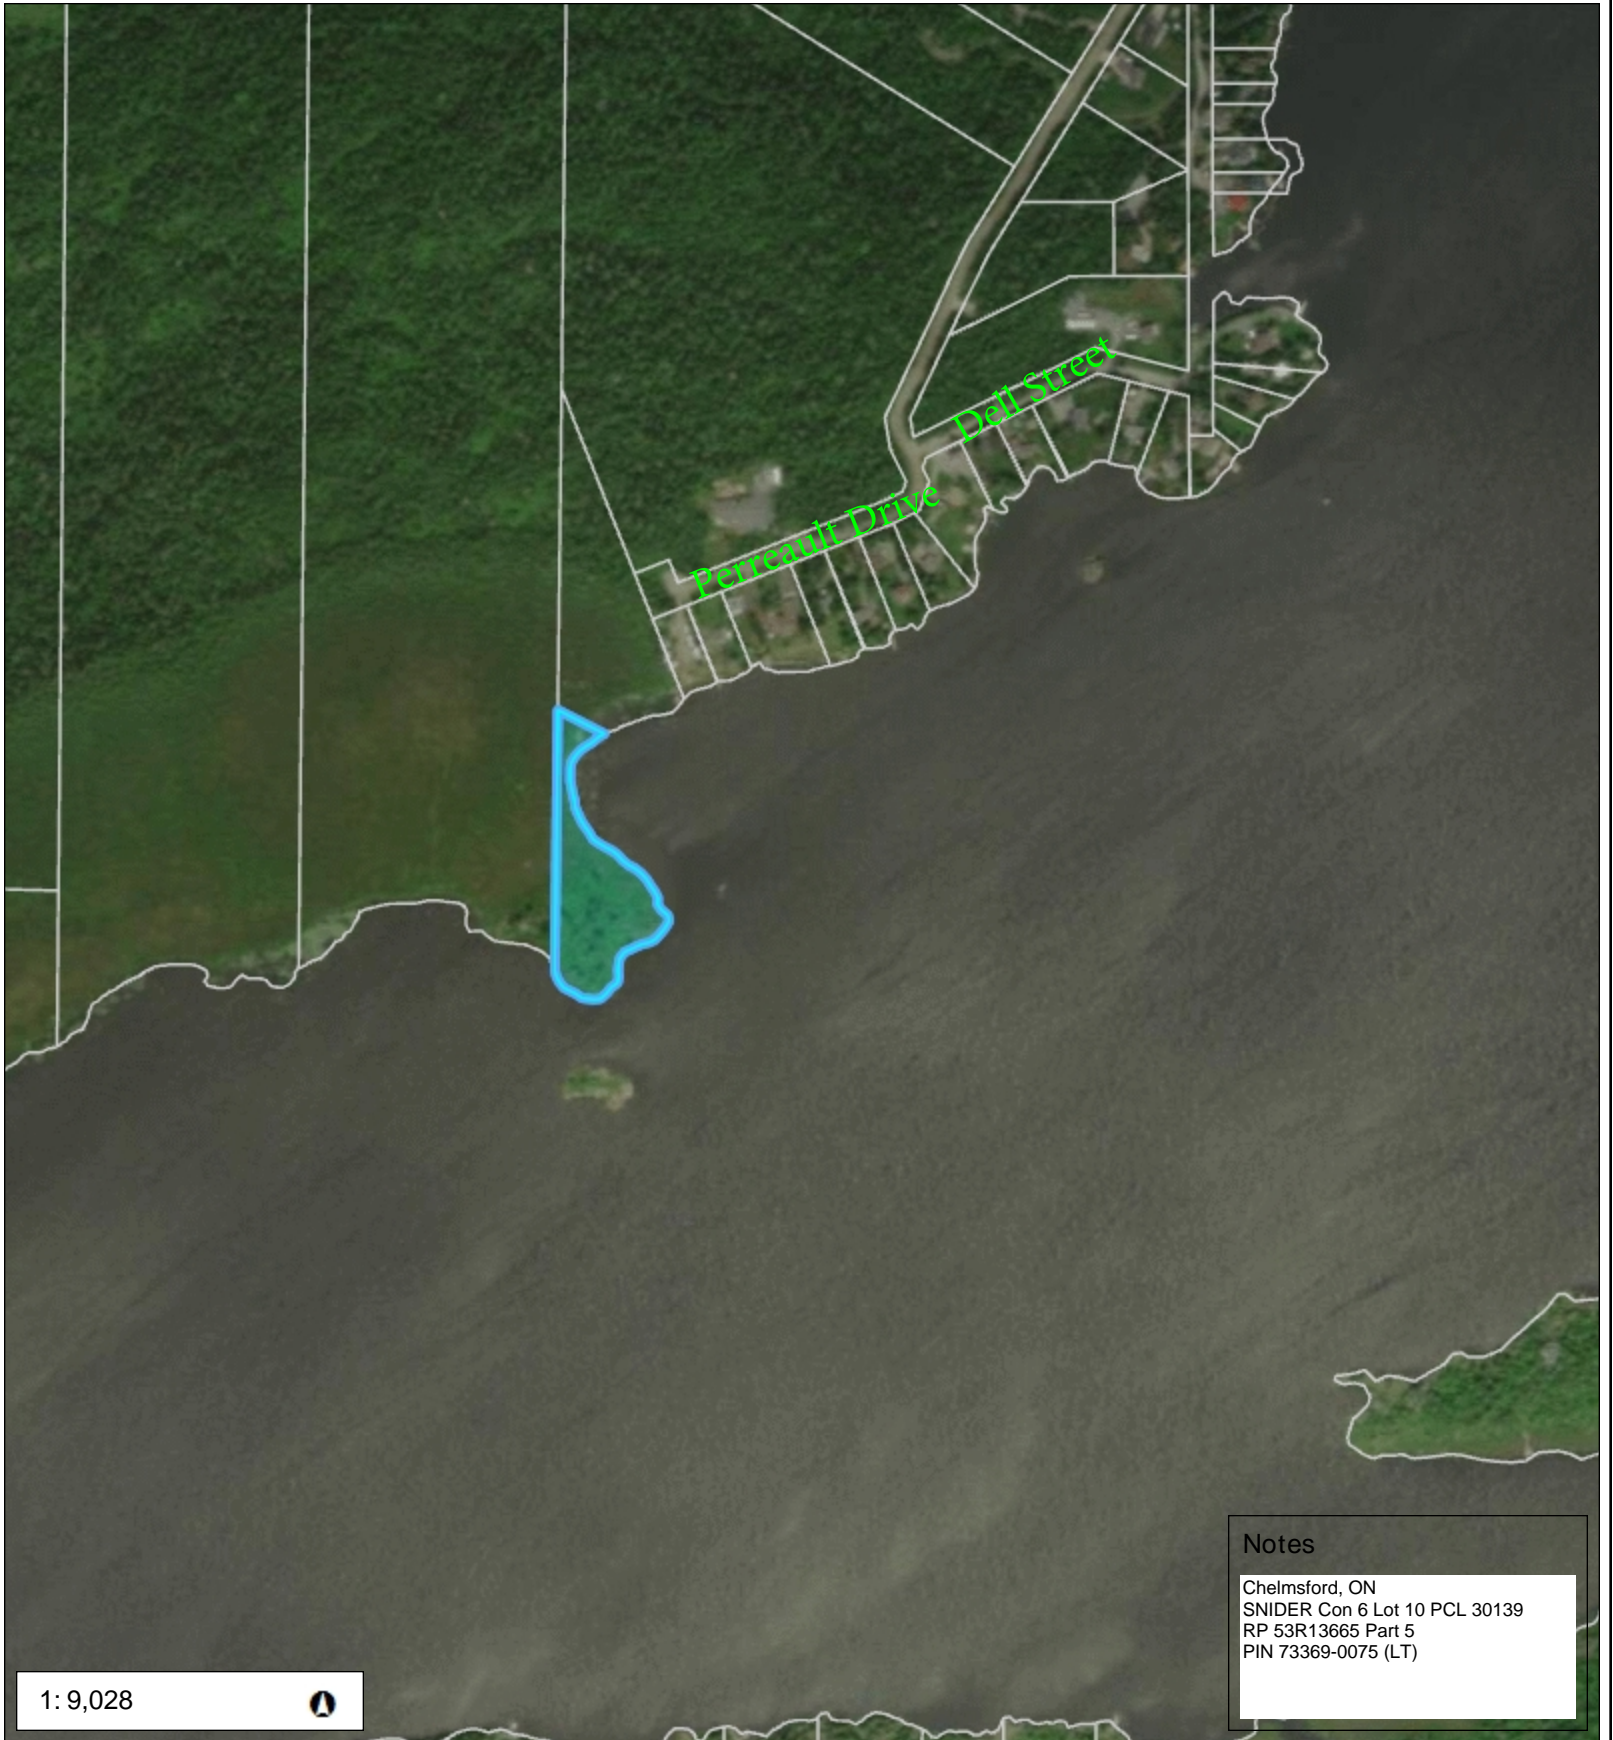 Dell Street
Perreault Drive
Notes
Chelmsford, ON
SNIDER Con 6 Lot 10 PCL 30139
RP 53R13665 Part 5
PIN 73369-0075 (LT)
1: 9,028